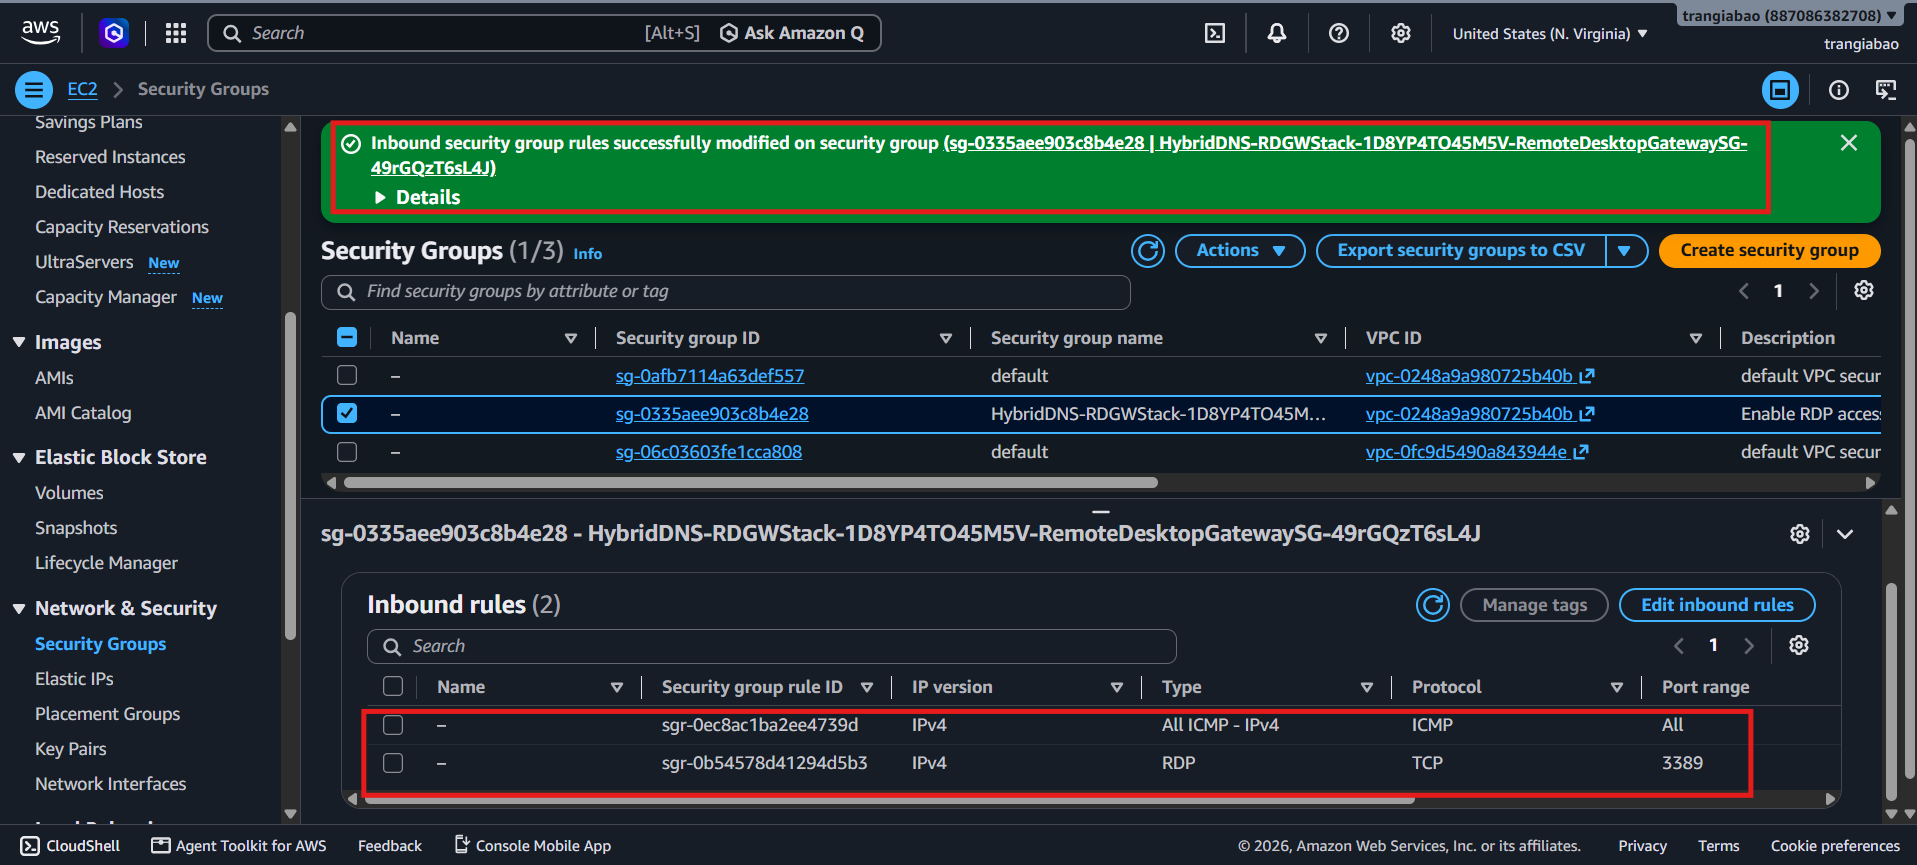 aws
Search
[Alt+S]
Ask Amazon Q
United States (N. Virginia)
trangiabao (887086382708)
trangiabao
EC2
Security Groups
Savings Plans
Reserved Instances
Dedicated Hosts
Capacity Reservations
UltraServers New
Capacity Manager New
Images
AMIs
AMI Catalog
Elastic Block Store
Volumes
Snapshots
Lifecycle Manager
Network & Security
Security Groups
Elastic IPs
Placement Groups
Key Pairs
Network Interfaces
Inbound security group rules successfully modified on security group (sg-0335aee903c8b4e28 | HybridDNS-RDGWStack-1D8YP4TO45M5V-RemoteDesktopGatewaySG-
49rGQzT6sL4J)
Details
Security Groups (1/3) Info
Actions
Export security groups to CSV
Create security group
Find security groups by attribute or tag
1
Name Security group ID Security group name VPC ID Description
– sg-0afb7114a63def557 default vpc-0248a9a980725b40b default VPC secur
– sg-0335aee903c8b4e28 HybridDNS-RDGWStack-1D8YP4TO45M... vpc-0248a9a980725b40b Enable RDP acces
– sg-06c03603fe1cca808 default vpc-0fc9d5490a843944e default VPC secur
sg-0335aee903c8b4e28 - HybridDNS-RDGWStack-1D8YP4TO45M5V-RemoteDesktopGatewaySG-49rGQzT6sL4J
Inbound rules (2)
Manage tags
Edit inbound rules
Search
1
Name Security group rule ID IP version Type Protocol Port range
– sgr-0ec8ac1ba2ee4739d IPv4 All ICMP - IPv4 ICMP All
– sgr-0b54578d41294d5b3 IPv4 RDP TCP 3389
CloudShell
Agent Toolkit for AWS
Feedback
Console Mobile App
© 2026, Amazon Web Services, Inc. or its affiliates.
Privacy
Terms
Cookie preferences